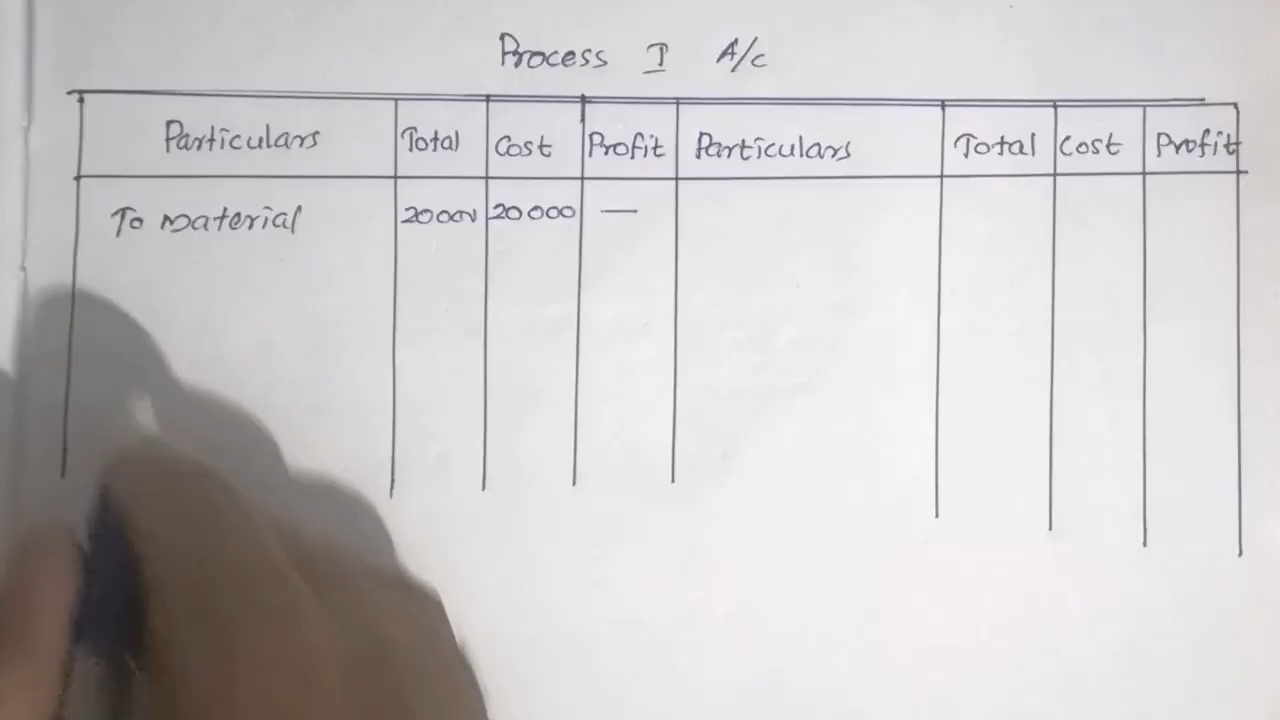 Process I A/c
Particulars Total Cost Profit Particulars Total Cost Profit
To Material 20000 20000 —